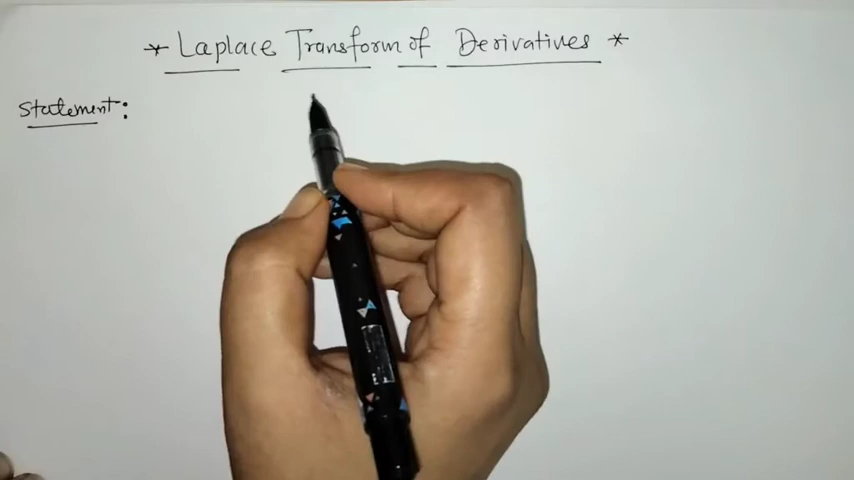 * Laplace Transform of Derivatives *
Statement: